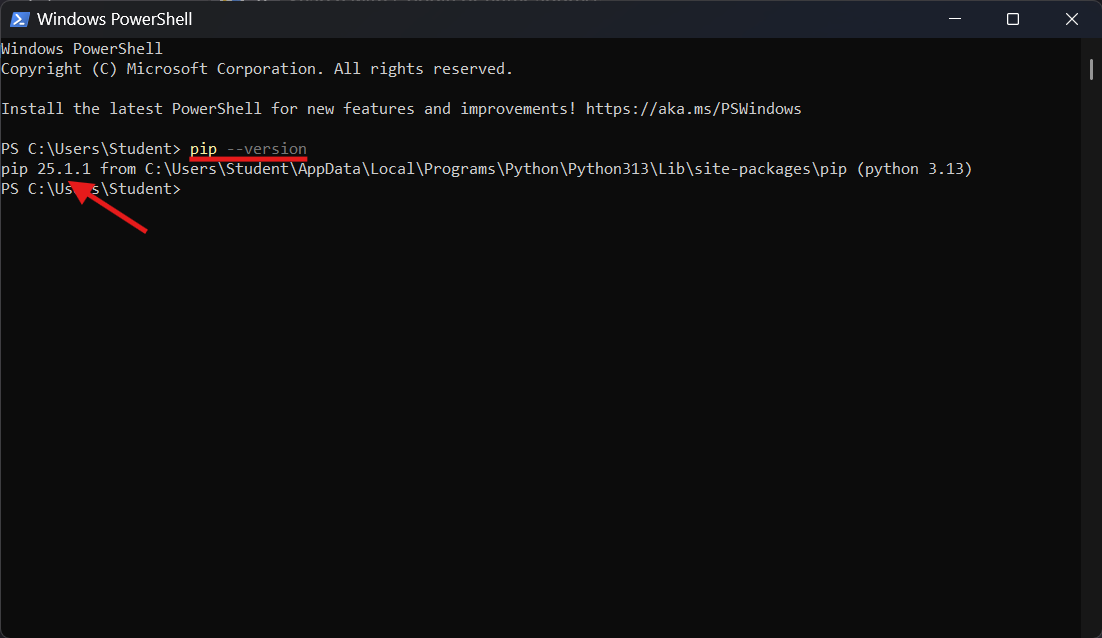 Windows PowerShell
Windows PowerShell
Copyright (C) Microsoft Corporation. All rights reserved.
Install the latest PowerShell for new features and improvements! https://aka.ms/PSWindows
PS C:\Users\Student> pip --version
pip 25.1.1 from C:\Users\Student\AppData\Local\Programs\Python\Python313\Lib\site-packages\pip (python 3.13)
PS C:\Users\Student>